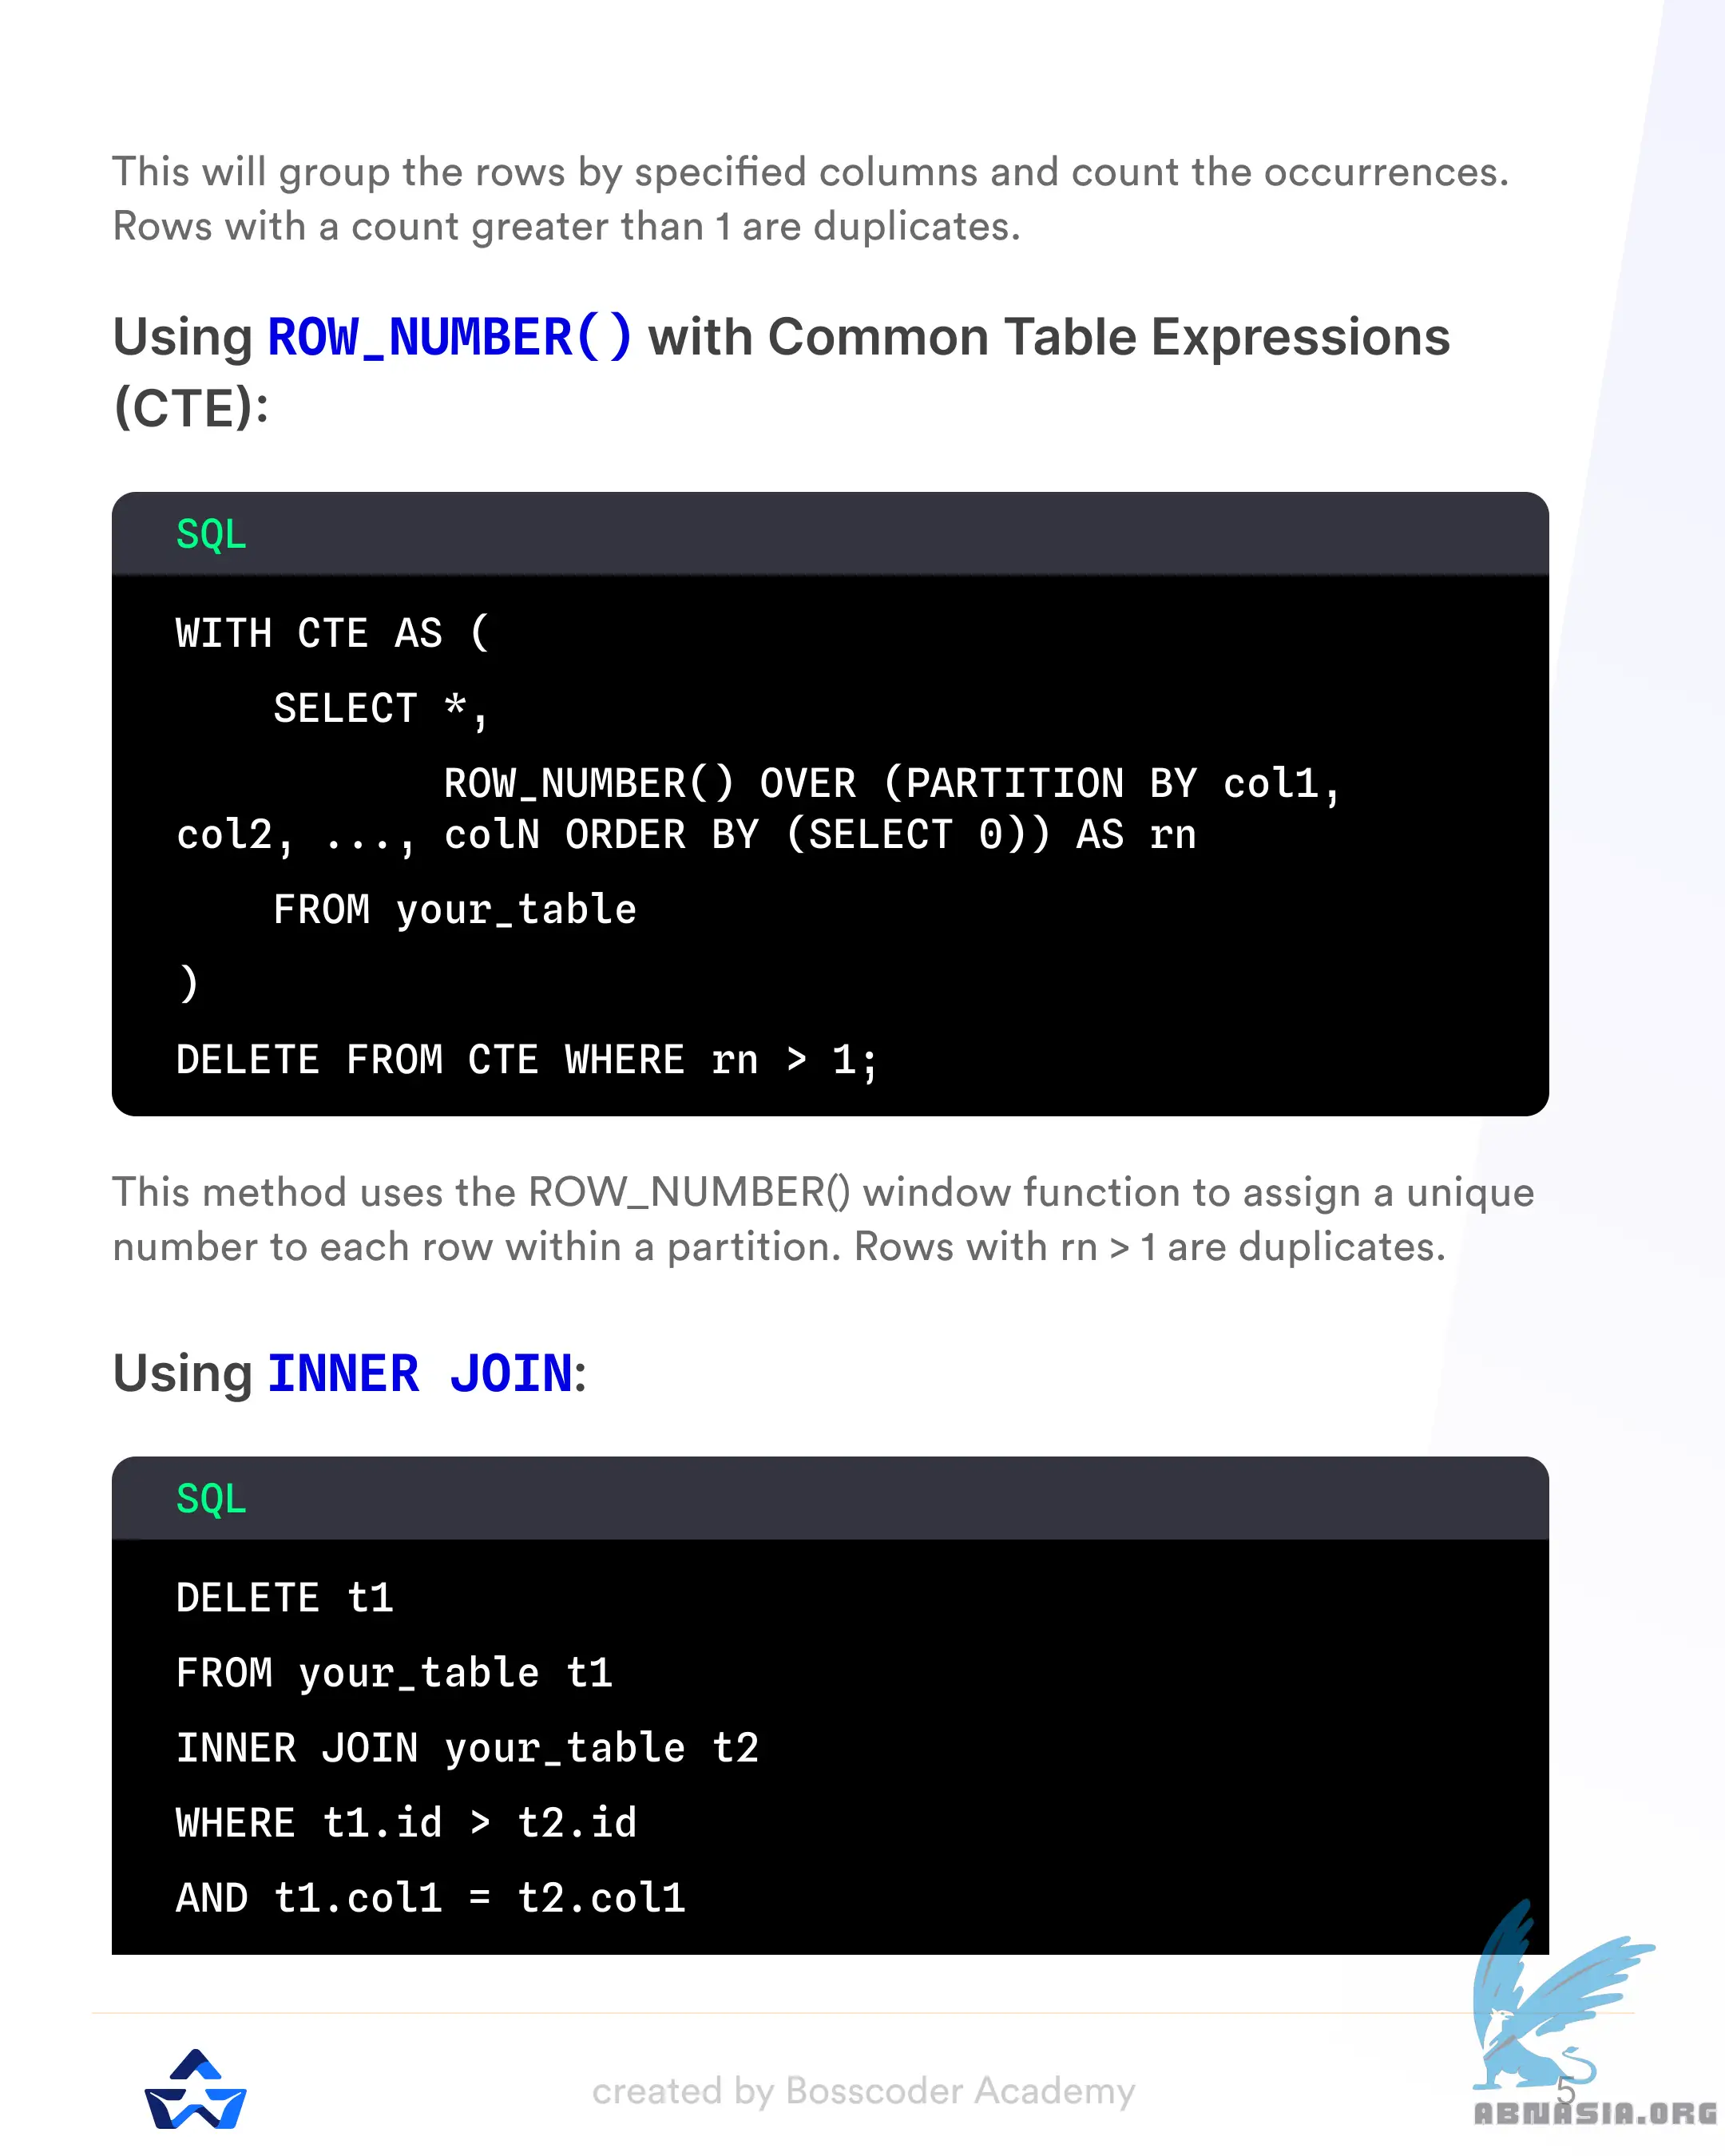 This will group the rows by specified columns and count the occurrences.
Rows with a count greater than 1 are duplicates.
Using ROW_NUMBER() with Common Table Expressions
(CTE):
SQL
WITH CTE AS (
SELECT *,
ROW_NUMBER() OVER (PARTITION BY col1,
col2, ..., colN ORDER BY (SELECT 0)) AS rn
FROM your_table
)
DELETE FROM CTE WHERE rn > 1;
This method uses the ROW_NUMBER() window function to assign a unique
number to each row within a partition. Rows with rn > 1 are duplicates.
Using INNER JOIN:
SQL
DELETE t1
FROM your_table t1
INNER JOIN your_table t2
WHERE t1.id > t2.id
AND t1.col1 = t2.col1
created by Bosscoder Academy
5
ABNASIA.ORG